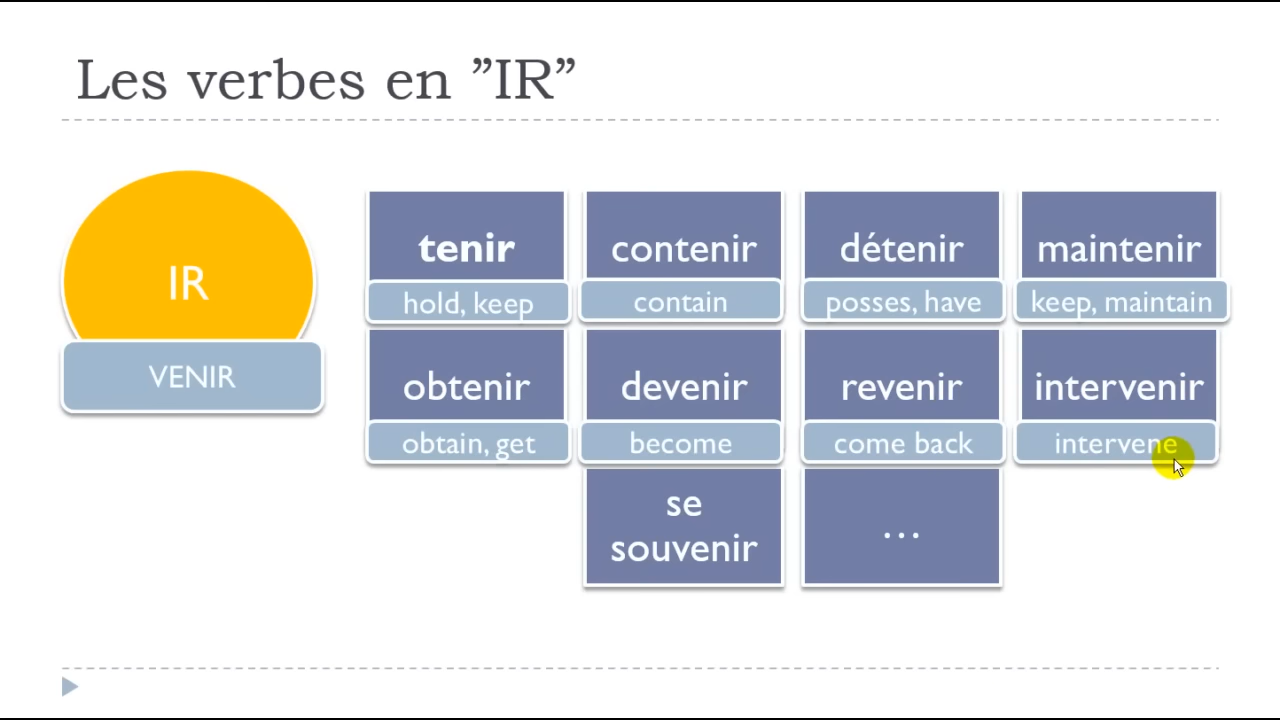 Les verbes en ”IR”
IR
VENIR
tenir
hold, keep
contenir
contain
détenir
posses, have
maintenir
keep, maintain
obtenir
obtain, get
devenir
become
revenir
come back
intervenir
intervene
se
souvenir
...